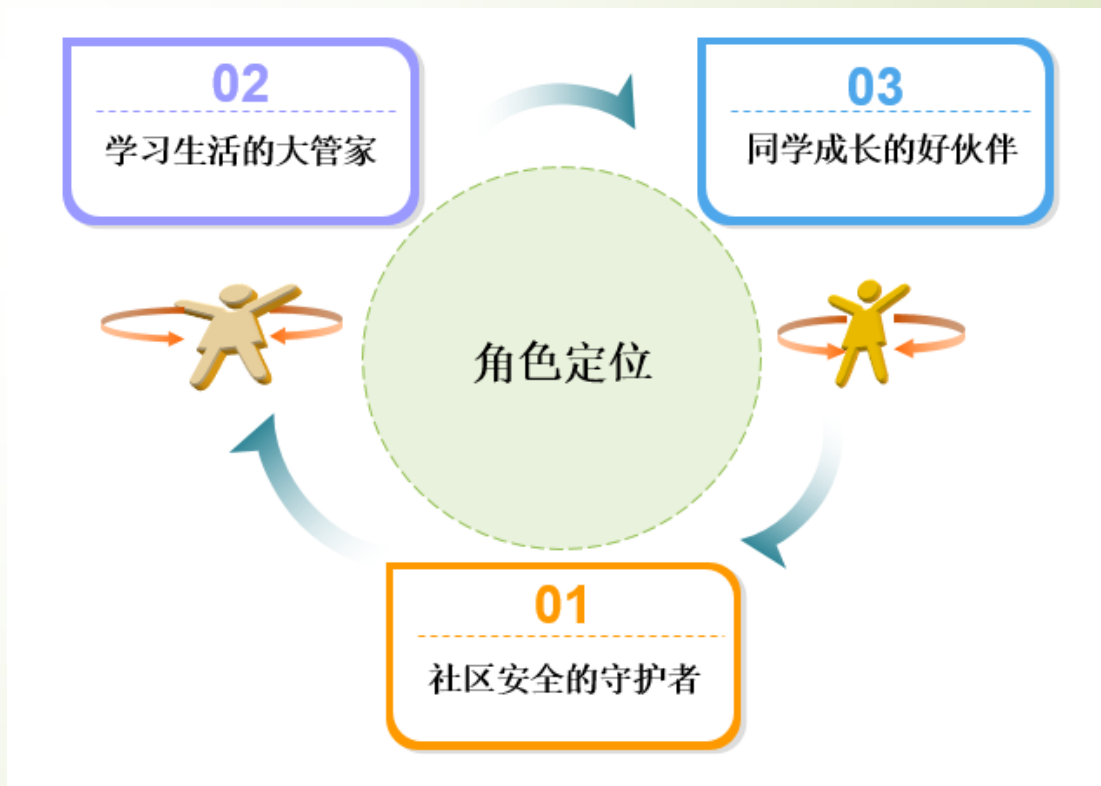 02
学习生活的大管家
03
同学成长的好伙伴
角色定位
01
社区安全的守护者